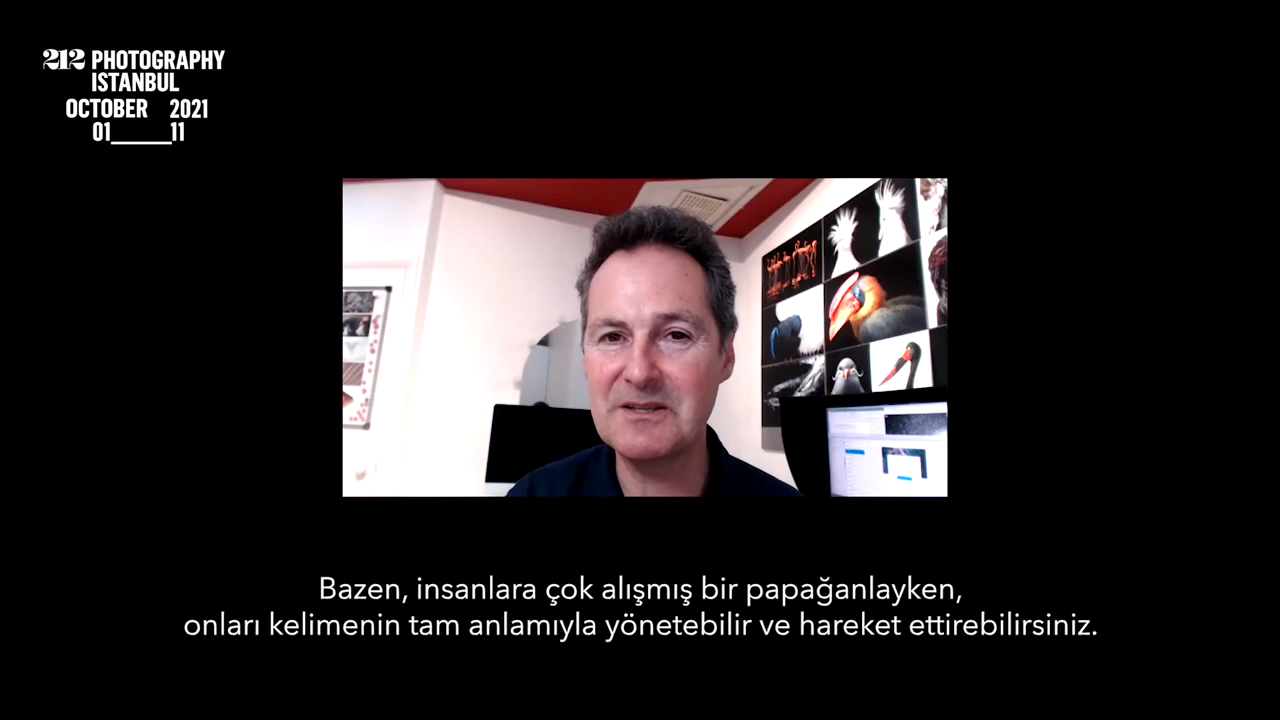 212 PHOTOGRAPHY
ISTANBUL
OCTOBER 2021
01 11
Bazen, insanlara çok alışmış bir papağanlayken,
onları kelimenin tam anlamıyla yönetebilir ve hareket ettirebilirsiniz.